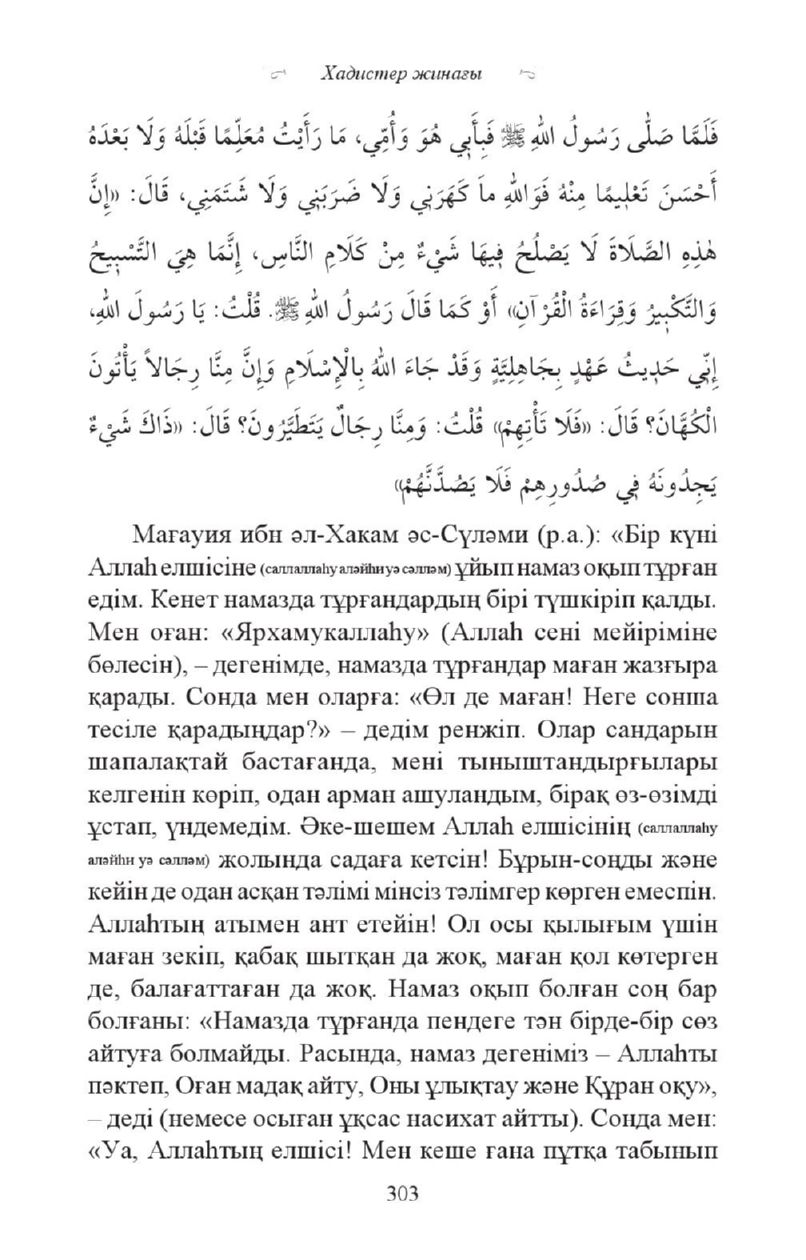 Хадистер жинағы
فَلَمَّا صَلَّى رَسُولُ اللهِ ﷺ فَبِأَبِي هُوَ وَأُمِّي، مَا رَأَيْتُ مُعَلِّمًا قَبْلَهُ وَلَا بَعْدَهُ
أَحْسَنَ تَعْلِيمًا مِنْهُ فَوَاللهِ مَا كَهَرَنِي وَلَا ضَرَبَنِي وَلَا شَتَمَنِي، قَالَ: «إِنَّ
هٰذِهِ الصَّلَاةَ لَا يَصْلُحُ فِيهَا شَيْءٌ مِنْ كَلَامِ النَّاسِ، إِنَّمَا هِيَ التَّسْبِيحُ
وَالتَّكْبِيرُ وَقِرَاءَةُ الْقُرْآنِ» أَوْ كَمَا قَالَ رَسُولُ اللهِ ﷺ. قُلْتُ: يَا رَسُولَ اللهِ،
إِنِّي حَدِيثُ عَهْدٍ بِجَاهِلِيَّةٍ وَقَدْ جَاءَ اللهُ بِالْإِسْلَامِ وَإِنَّ مِنَّا رِجَالاً يَأْتُونَ
الْكُهَّانَ؟ قَالَ: «فَلَا تَأْتِهِمْ» قُلْتُ: وَمِنَّا رِجَالٌ يَتَطَيَّرُونَ؟ قَالَ: «ذَاكَ شَيْءٌ
يَجِدُونَهُ فِي صُدُورِهِمْ فَلَا يَصُدَّنَّهُمْ»
Мағауия ибн әл-Хакам әс-Сүләми (р.а.): «Бір күні
Аллаһ елшісіне (саллаллаһу аләйһи уә сәлләм) ұйып намаз оқып тұрған
едім. Кенет намазда тұрғандардың бірі түшкіріп қалды.
Мен оған: «Ярхамукаллаһу» (Аллаһ сені мейіріміне
бөлесін), – дегенімде, намазда тұрғандар маған жазғыра
қарады. Сонда мен оларға: «Өл де маған! Неге сонша
тесіле қарадыңдар?» – дедім ренжіп. Олар сандарын
шапалақтай бастағанда, мені тыныштандырғылары
келгенін көріп, одан арман ашуландым, бірақ өз-өзімді
ұстап, үндемедім. Әке-шешем Аллаһ елшісінің (саллаллаһу
аләйһи уә сәлләм) жолында садаға кетсін! Бұрын-соңды және
кейін де одан асқан тәлімі мінсіз тәлімгер көрген емеспін.
Аллаһтың атымен ант етейін! Ол осы қылығым үшін
маған зекіп, қабақ шытқан да жоқ, маған қол көтерген
де, балағаттаған да жоқ. Намаз оқып болған соң бар
болғаны: «Намазда тұрғанда пендеге тән бірде-бір сөз
айтуға болмайды. Расында, намаз дегеніміз – Аллаһты
пәктеп, Оған мадақ айту, Оны ұлықтау және Құран оқу»,
– деді (немесе осыған ұқсас насихат айтты). Сонда мен:
«Уа, Аллаһтың елшісі! Мен кеше ғана пұтқа табынып
303